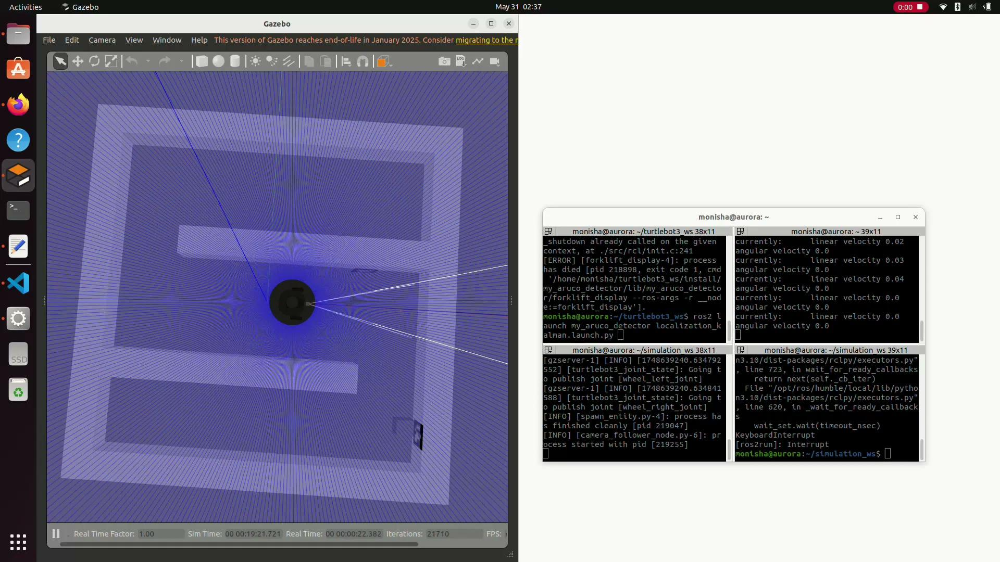 Activities
Gazebo
May 31 02:37
0:00
Gazebo
File Edit Camera View Window Help This version of Gazebo reaches end-of-life in January 2025. Consider migrating to the
LOG
Real Time Factor: 1.00 Sim Time: 00 00:19:21.721 Real Time: 00 00:00:22.382 Iterations: 21710 FPS:
SSD
monisha@aurora: ~
monisha@aurora: ~/turtlebot3_ws 38x11
_shutdown already called on the given
context, at ./src/rcl/init.c:241
[ERROR] [forklift_display-4]: process
has died [pid 218898, exit code 1, cmd
'/home/monisha/turtlebot3_ws/install/
my_aruco_detector/lib/my_aruco_detecto
r/forklift_display --ros-args -r __nod
e:=forklift_display'].
monisha@aurora:~/turtlebot3_ws$ ros2 l
aunch my_aruco_detector localization_k
alman.launch.py
monisha@aurora: ~ 39x11
currently: linear velocity 0.02
angular velocity 0.0
currently: linear velocity 0.03
angular velocity 0.0
currently: linear velocity 0.04
angular velocity 0.0
currently: linear velocity 0.0
angular velocity 0.0
currently: linear velocity 0.0
angular velocity 0.0
monisha@aurora: ~/simulation_ws 38x11
[gzserver-1] [INFO] [1748639240.634792
552] [turtlebot3_joint_state]: Going t
o publish joint [wheel_left_joint]
[gzserver-1] [INFO] [1748639240.634841
588] [turtlebot3_joint_state]: Going t
o publish joint [wheel_right_joint]
[INFO] [spawn_entity.py-4]: process ha
s finished cleanly [pid 219047]
[INFO] [camera_follower_node.py-6]: pr
ocess started with pid [219255]
monisha@aurora: ~/simulation_ws 39x11
n3.10/dist-packages/rclpy/executors.py"
, line 723, in wait_for_ready_callbacks
return next(self._cb_iter)
File "/opt/ros/humble/local/lib/pytho
n3.10/dist-packages/rclpy/executors.py"
, line 620, in _wait_for_ready_callback
s
wait_set.wait(timeout_nsec)
KeyboardInterrupt
[ros2run]: Interrupt
monisha@aurora:~/simulation_ws$